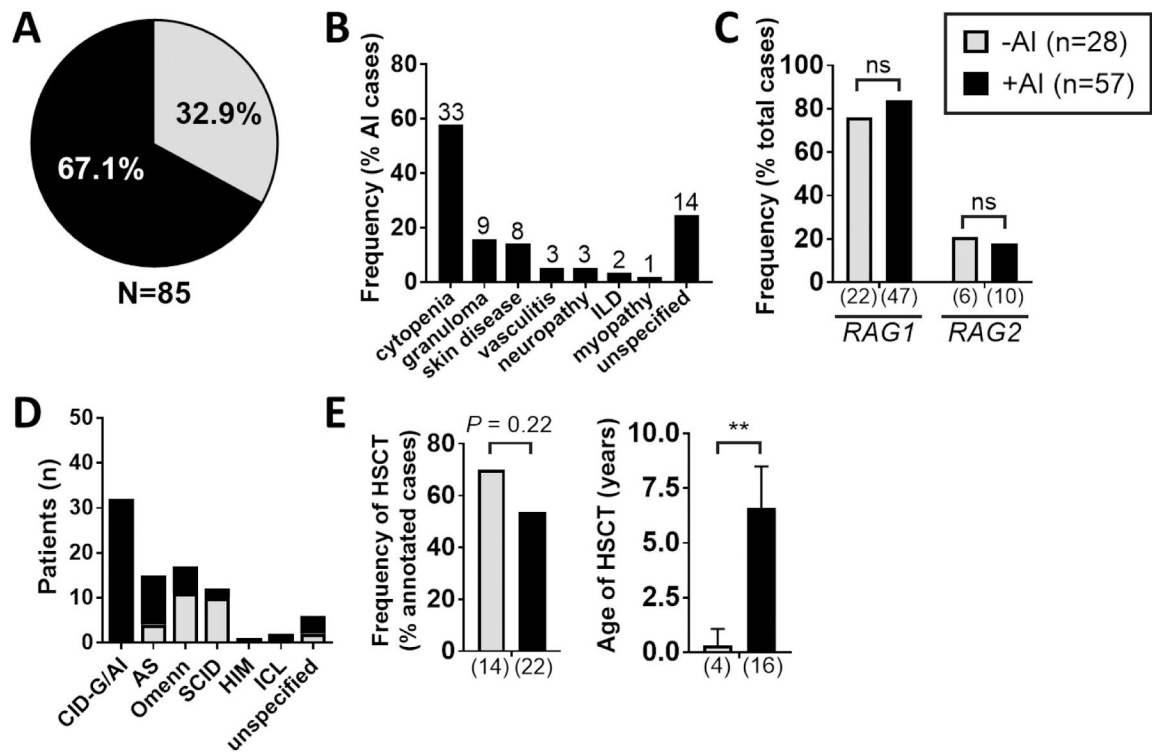 A
32.9%
67.1%
N=85
B
Frequency (% AI cases)
80
60
40
20
0
33
9
8
3
3
2
1
14
cytopenia
granuloma
skin disease
vasculitis
neuropathy
ILD
myopathy
unspecified
C
-AI (n=28)
+AI (n=57)
Frequency (% total cases)
100
80
60
40
20
0
ns
ns
(22) (47)
(6) (10)
RAG1
RAG2
D
Patients (n)
50
40
30
20
10
0
CID-G/AI
AS
Omenn
SCID
HIM
ICL
unspecified
E
Frequency of HSCT
(% annotated cases)
80
60
40
20
0
P = 0.22
(14) (22)
Age of HSCT (years)
10.0
7.5
5.0
2.5
0.0
**
(4) (16)